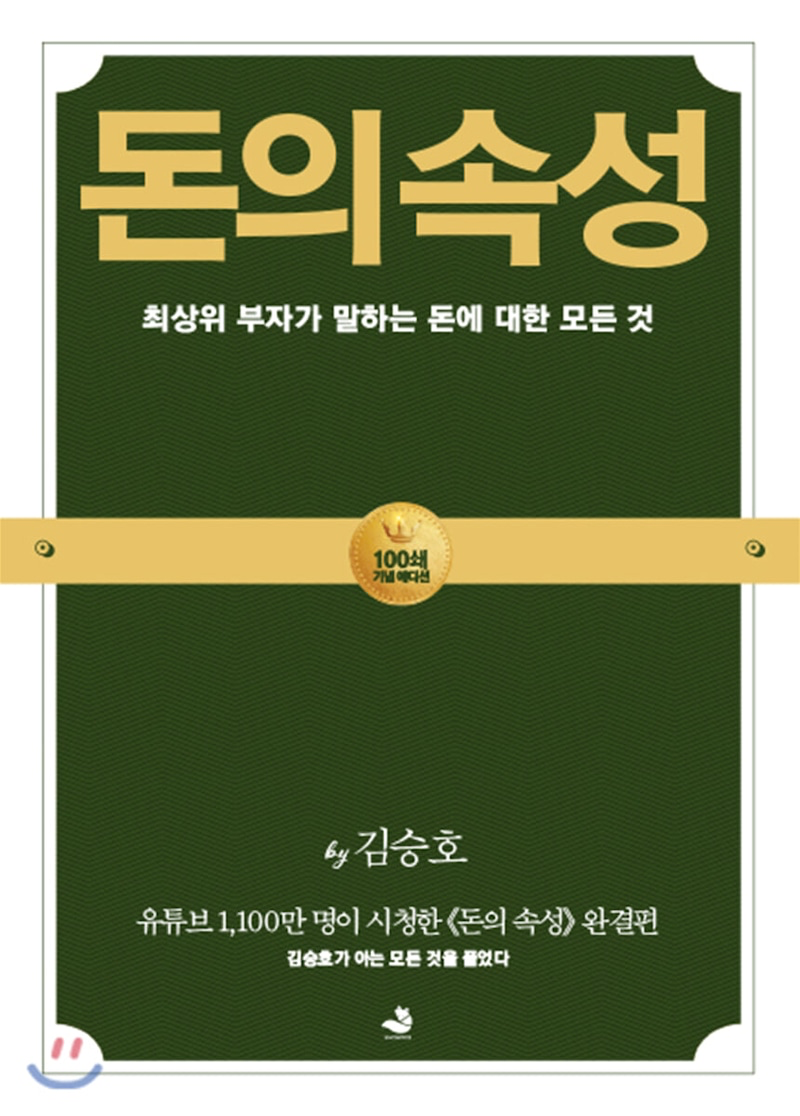 돈의 속성
최상위 부자가 말하는 돈에 대한 모든 것
100쇄
기념 에디션
by 김승호
유튜브 1,100만 명이 시청한 《돈의 속성》 완결편
김승호가 아는 모든 것을 풀었다